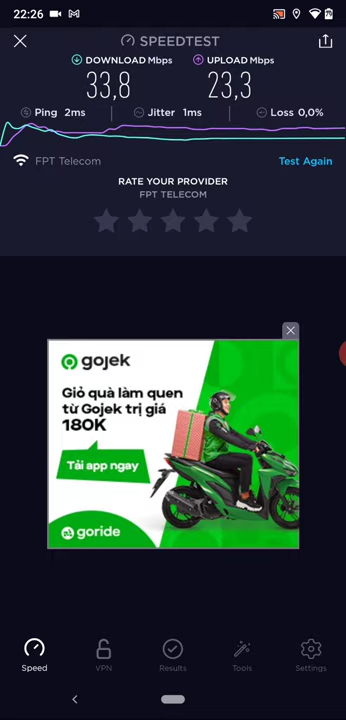 22:26
SPEEDTEST
DOWNLOAD Mbps UPLOAD Mbps
33,8 23,3
Ping 2ms Jitter 1ms Loss 0,0%
FPT Telecom Test Again
RATE YOUR PROVIDER
FPT TELECOM
gojek
Giỏ quà làm quen
từ Gojek trị giá
180K
Tải app ngay
goride
Speed VPN Results Tools Settings